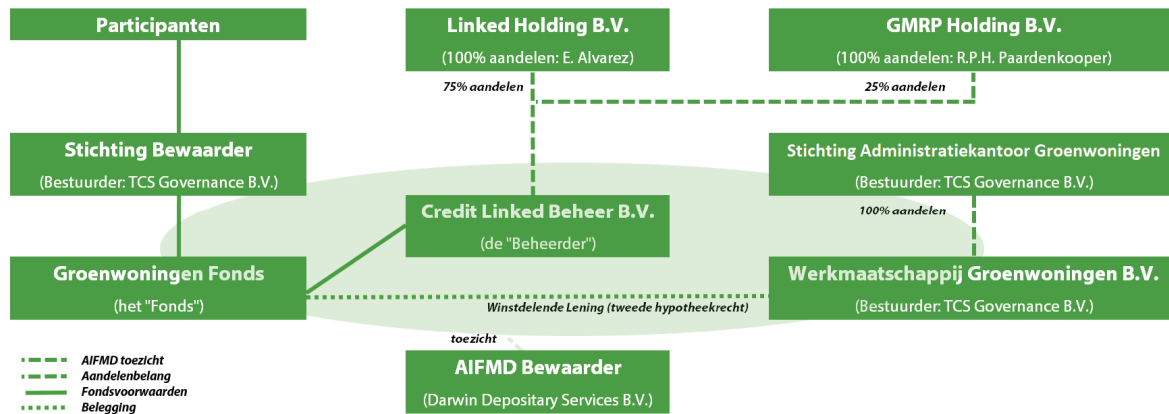 Participanten
Linked Holding B.V.
(100% aandelen: E. Alvarez)
GMRP Holding B.V.
(100% aandelen: R.P.H. Paardenkooper)
75% aandelen
25% aandelen
Stichting Bewaarder
(Bestuurder: TCS Governance B.V.)
Stichting Administratiekantoor Groenwoningen
(Bestuurder: TCS Governance B.V.)
Credit Linked Beheer B.V.
(de "Beheerder")
100% aandelen
Groenwoningen Fonds
(het "Fonds")
Winstdelende Lening (tweede hypotheekrecht)
Werkmaatschappij Groenwoningen B.V.
(Bestuurder: TCS Governance B.V.)
toezicht
AIFMD Bewaarder
(Darwin Depositary Services B.V.)
AIFMD toezicht
Aandelenbelang
Fondsvoorwaarden
Belegging